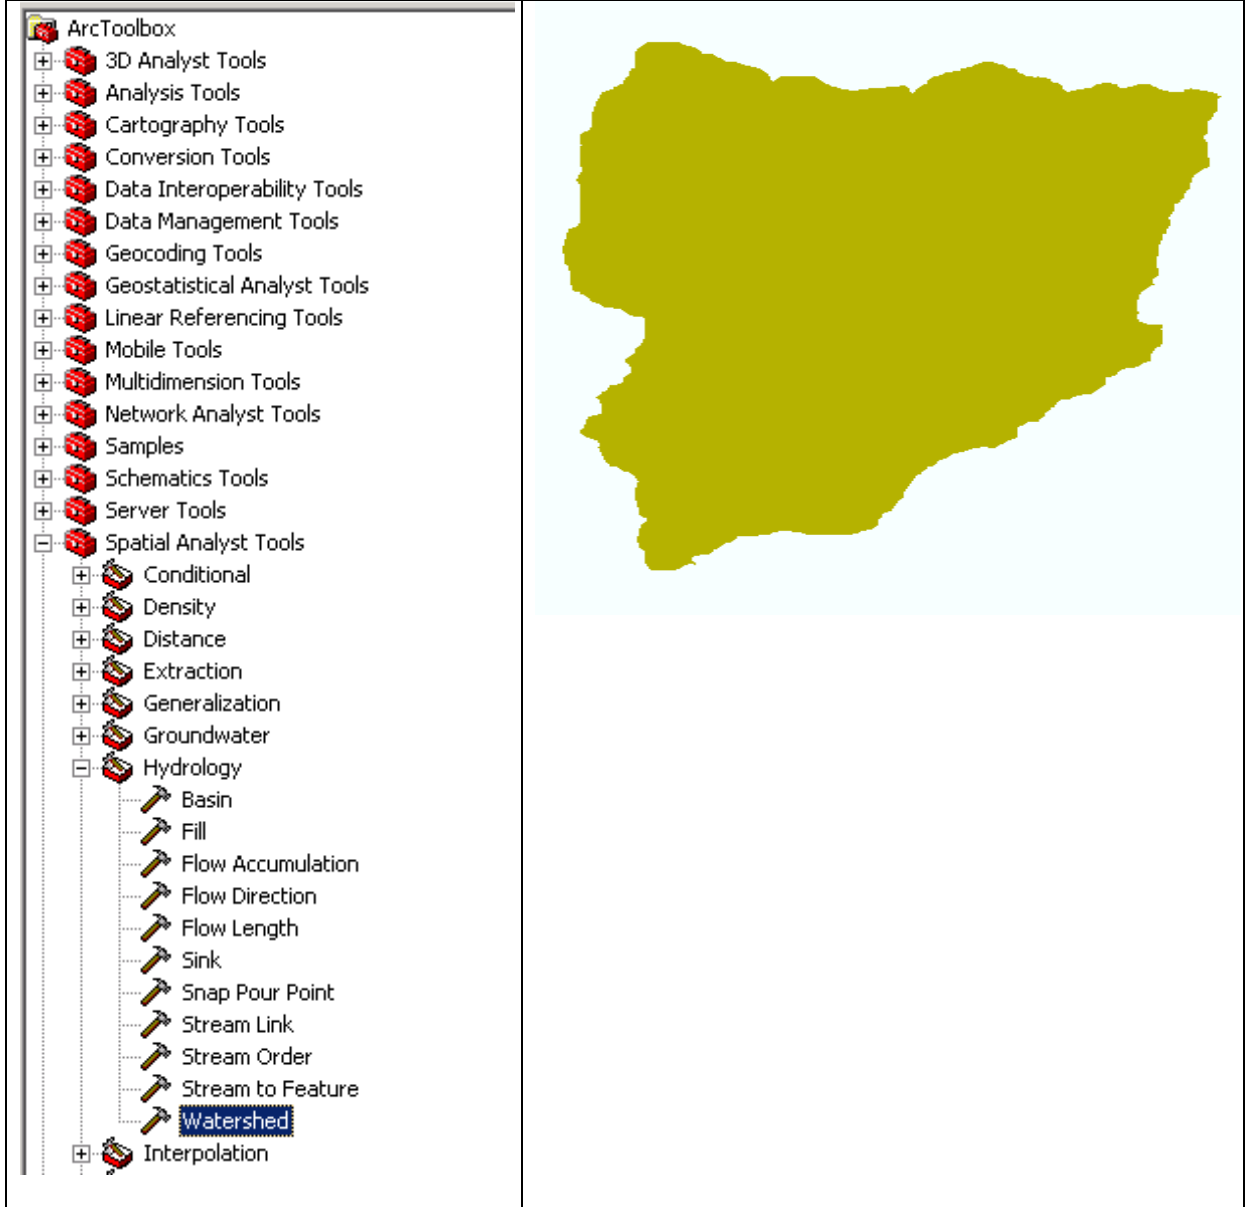 ArcToolbox
3D Analyst Tools
Analysis Tools
Cartography Tools
Conversion Tools
Data Interoperability Tools
Data Management Tools
Geocoding Tools
Geostatistical Analyst Tools
Linear Referencing Tools
Mobile Tools
Multidimension Tools
Network Analyst Tools
Samples
Schematics Tools
Server Tools
Spatial Analyst Tools
Conditional
Density
Distance
Extraction
Generalization
Groundwater
Hydrology
Basin
Fill
Flow Accumulation
Flow Direction
Flow Length
Sink
Snap Pour Point
Stream Link
Stream Order
Stream to Feature
Watershed
Interpolation